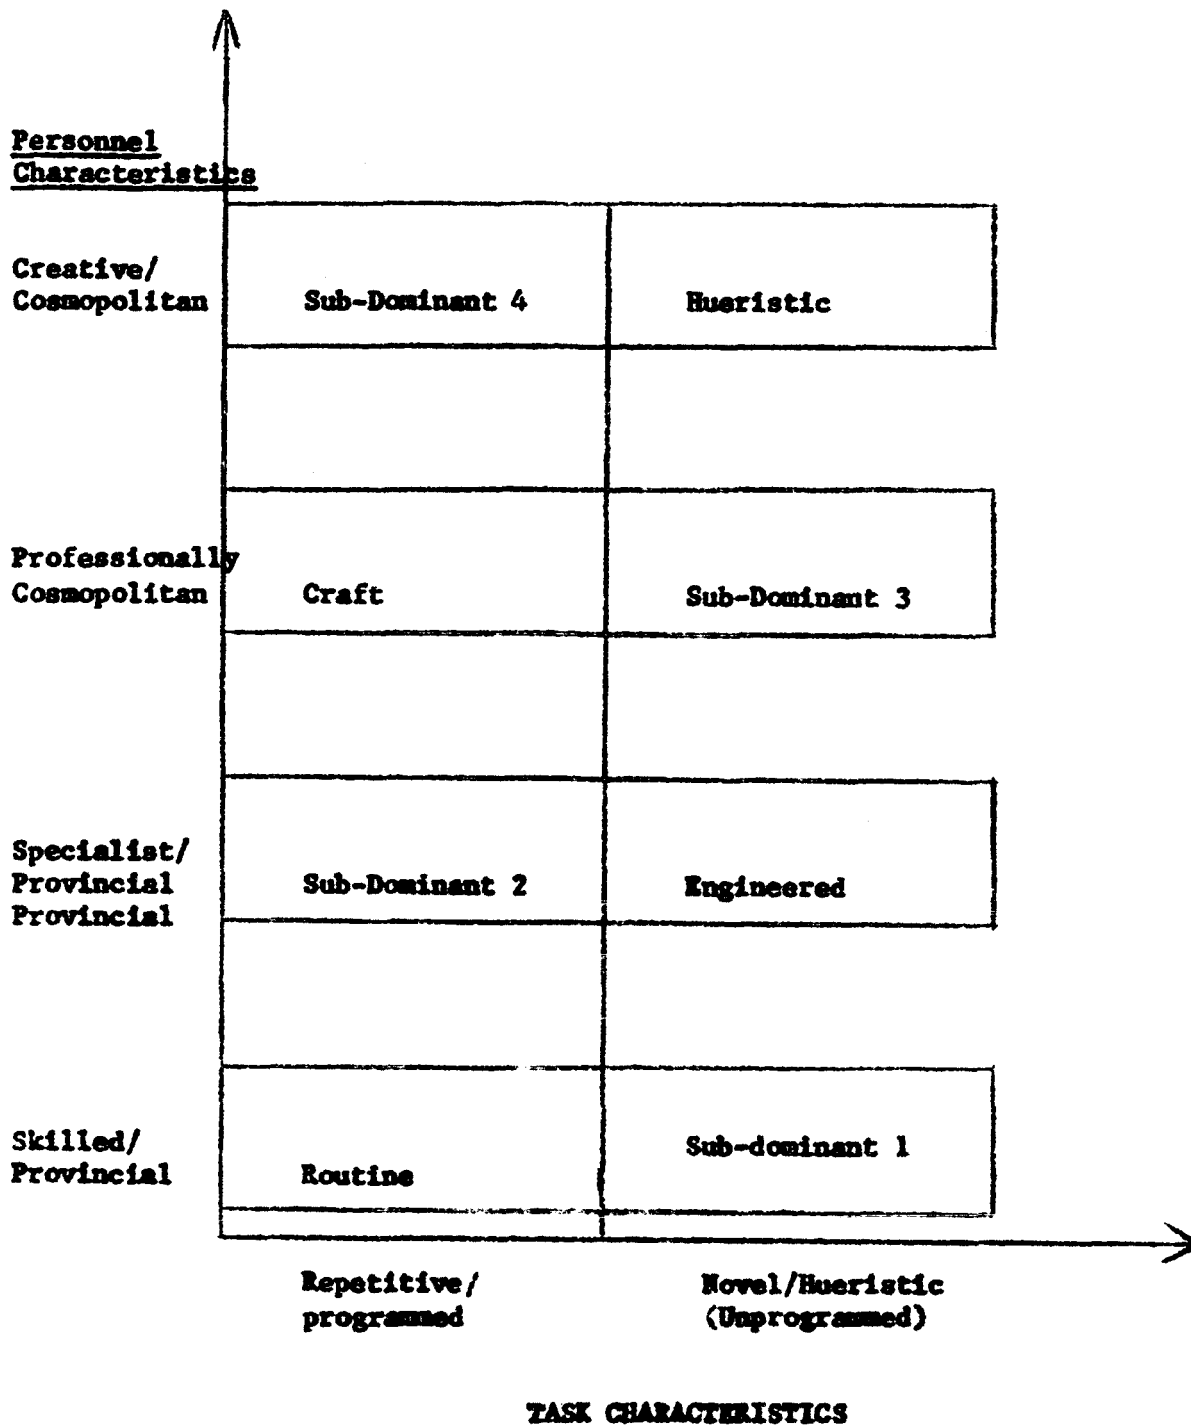 Personnel
Characteristics
Creative/
Cosmopolitan
Sub-Dominant 4
Hueristic
Professionally
Cosmopolitan
Craft
Sub-Dominant 3
Specialist/
Provincial
Provincial
Sub-Dominant 2
Engineered
Skilled/
Provincial
Routine
Sub-dominant 1
Repetitive/
programmed
Novel/Hueristic
(Unprogrammed)
TASK CHARACTERISTICS